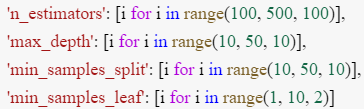 'n_estimators': [i for i in range(100, 500, 100)],
'max_depth': [i for i in range(10, 50, 10)],
'min_samples_split': [i for i in range(10, 50, 10)],
'min_samples_leaf': [i for i in range(1, 10, 2)]